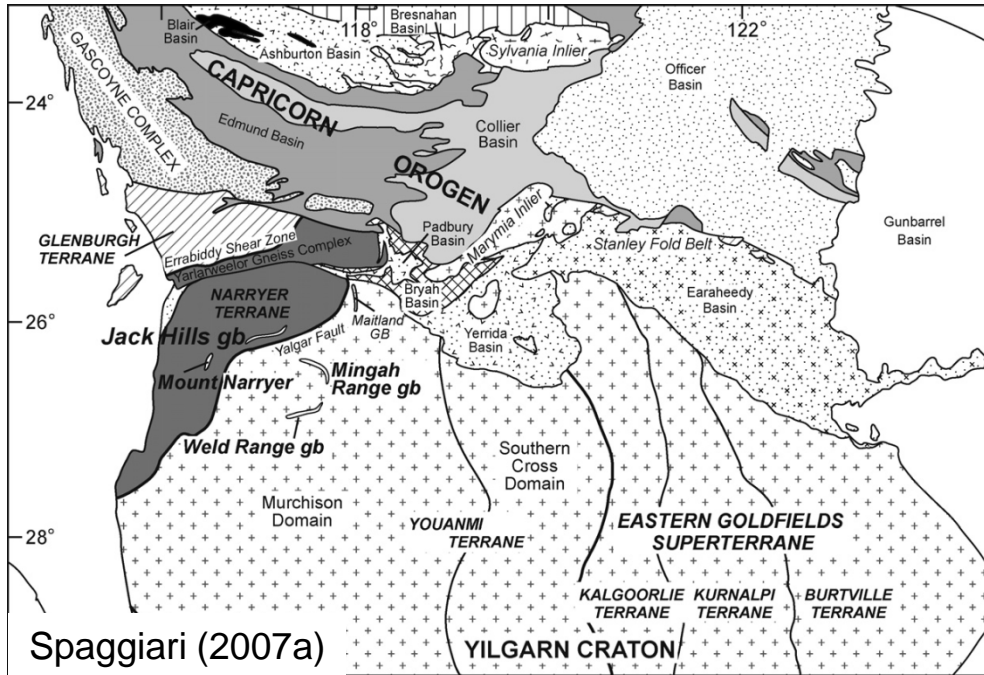 Blair
Basin
118°
Bresnahan
Basin
122°
Ashburton Basin
Sylvania Inlier
Officer
Basin
24°
GASCOYNE COMPLEX
CAPRICORN
Edmund Basin
Collier
Basin
OROGEN
GLENBURGH
TERRANE
Errabiddy Shear Zone
Yarlarweelor Gneiss Complex
Padbury
Basin
Marymia Inlier
Stanley Fold Belt
Gunbarrel
Basin
NARRYER
TERRANE
Bryah
Basin
Earaheedy
Basin
26°
Jack Hills gb
Yalgar Fault
Maitland
GB
Yerrida
Basin
Mount Narryer
Mingah
Range gb
Weld Range gb
Southern
Cross
Domain
Murchison
Domain
28°
YOUANMI
TERRANE
EASTERN GOLDFIELDS
SUPERTERRANE
KALGOORLIE
TERRANE
KURNALPI
TERRANE
BURTVILLE
TERRANE
Spaggiari (2007a)
YILGARN CRATON